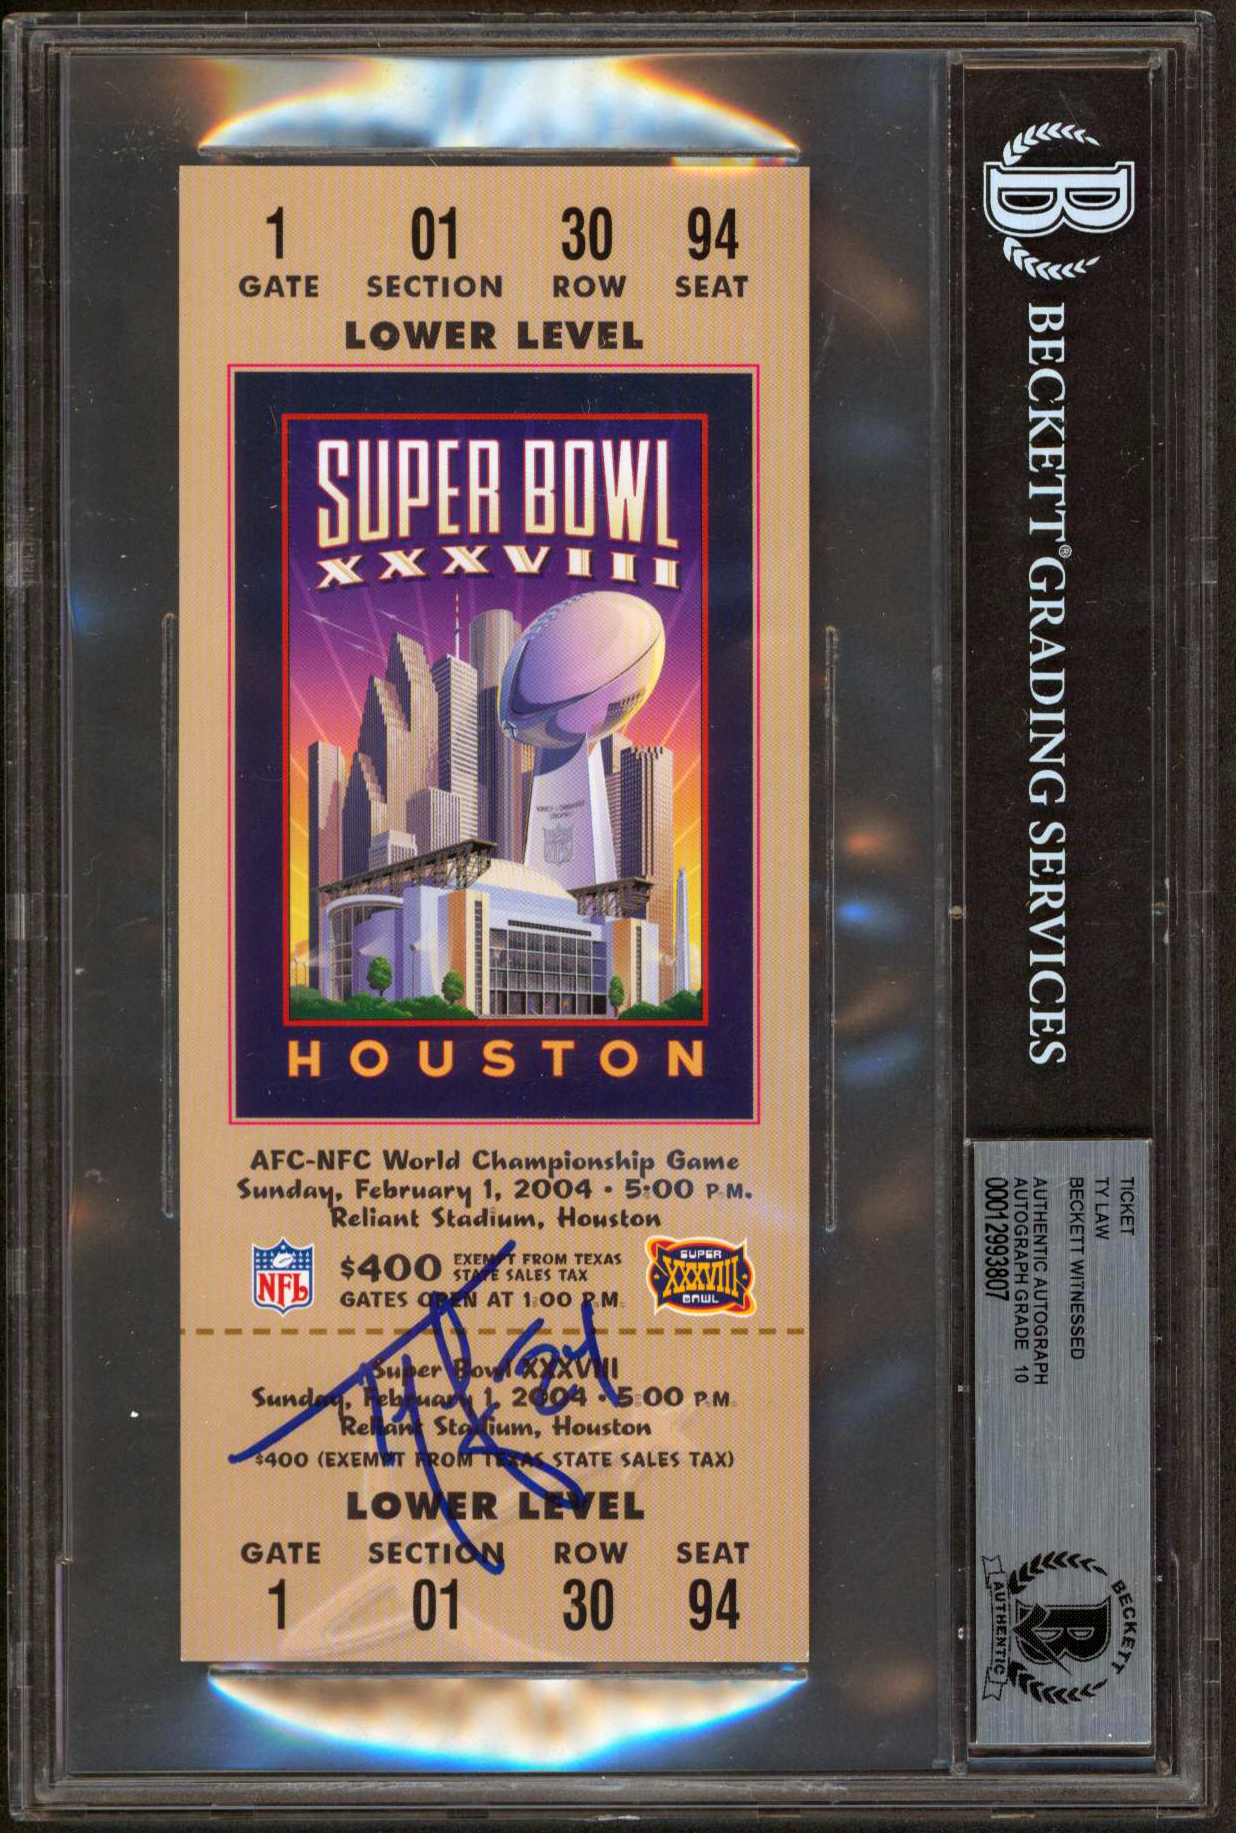 1 01 30 94
GATE SECTION ROW SEAT
LOWER LEVEL
SUPER BOWL
XXXVIII
HOUSTON
AFC-NFC World Championship Game
Sunday, February 1, 2004 • 5:00 P.M.
Reliant Stadium, Houston
NFL
$400 EXEMPT FROM TEXAS
STATE SALES TAX
GATES OPEN AT 1:00 P.M.
SUPER
XXXVIII
BOWL
Super Bowl XXXVIII
Sunday, February 1, 2004 • 5:00 P.M.
Reliant Stadium, Houston
$400 (EXEMPT FROM TEXAS STATE SALES TAX)
LOWER LEVEL
GATE SECTION ROW SEAT
1 01 30 94
B
BECKETT® GRADING SERVICES
TICKET
TY LAW
BECKETT WITNESSED
AUTHENTIC AUTOGRAPH
AUTOGRAPH GRADE 10
0012993807
BECKETT
B
AUTHENTIC